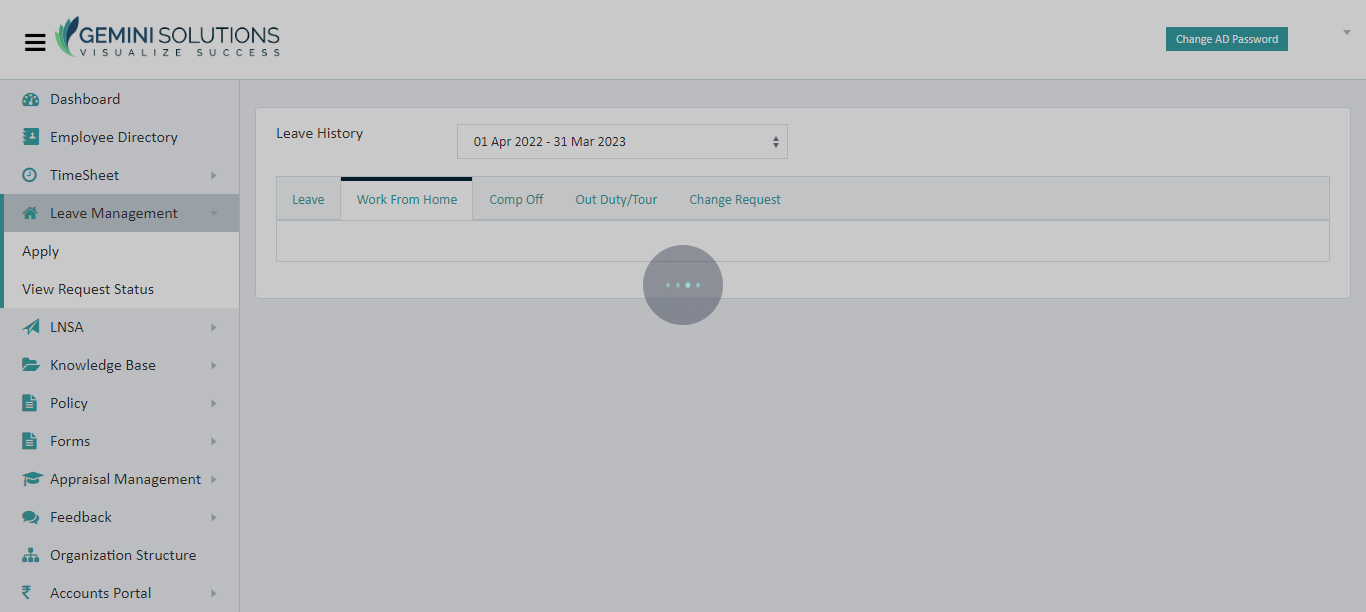 GEMINI SOLUTIONS
VISUALIZE SUCCESS
Change AD Password
Dashboard
Employee Directory
TimeSheet
Leave Management
Apply
View Request Status
LNSA
Knowledge Base
Policy
Forms
Appraisal Management
Feedback
Organization Structure
₹ Accounts Portal
Leave History
01 Apr 2022 - 31 Mar 2023
Leave Work From Home Comp Off Out Duty/Tour Change Request